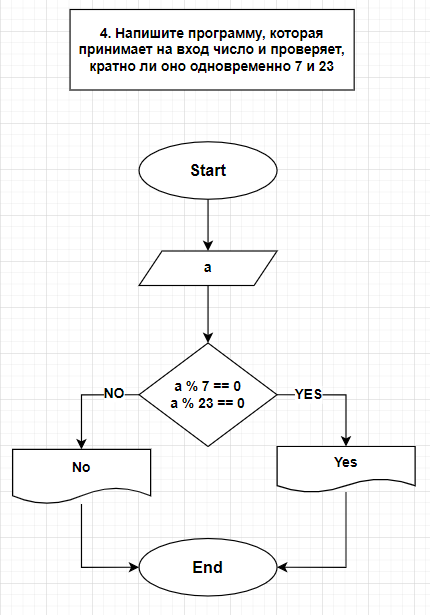 4. Напишите программу, которая
принимает на вход число и проверяет,
кратно ли оно одновременно 7 и 23
Start
a
a % 7 == 0
a % 23 == 0
NO
YES
No
Yes
End